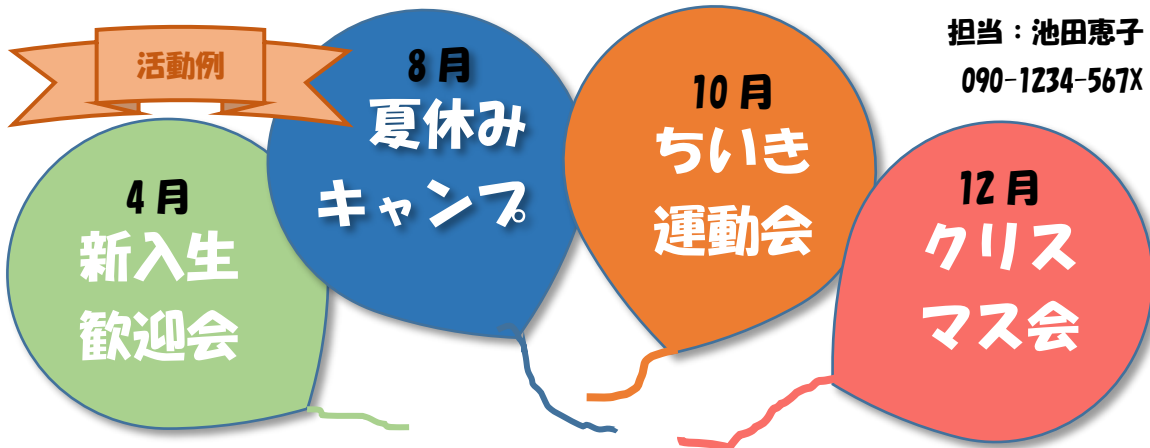 活動例
担当：池田恵子
090-1234-567X
4月
新入生
歓迎会
8月
夏休み
キャンプ
10月
ちいき
運動会
12月
クリス
マス会